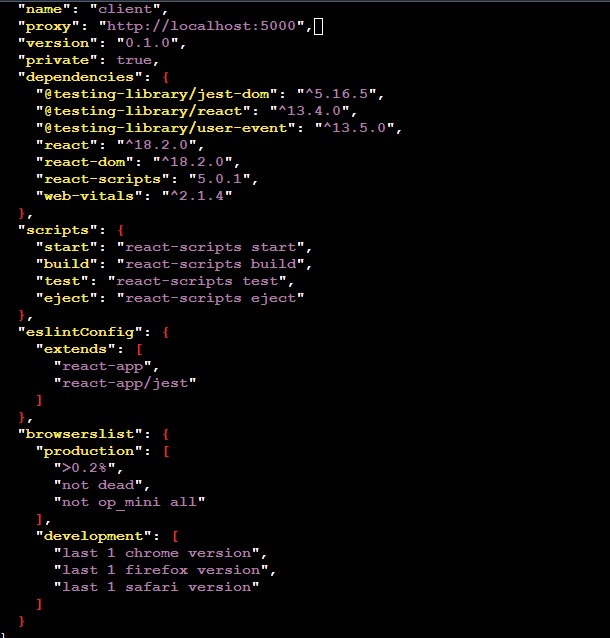 "name": "client",
"proxy": "http://localhost:5000",
"version": "0.1.0",
"private": true,
"dependencies": {
"@testing-library/jest-dom": "^5.16.5",
"@testing-library/react": "^13.4.0",
"@testing-library/user-event": "^13.5.0",
"react": "^18.2.0",
"react-dom": "^18.2.0",
"react-scripts": "5.0.1",
"web-vitals": "^2.1.4"
},
"scripts": {
"start": "react-scripts start",
"build": "react-scripts build",
"test": "react-scripts test",
"eject": "react-scripts eject"
},
"eslintConfig": {
"extends": [
"react-app",
"react-app/jest"
]
},
"browserslist": {
"production": [
">0.2%",
"not dead",
"not op_mini all"
],
"development": [
"last 1 chrome version",
"last 1 firefox version",
"last 1 safari version"
]
}